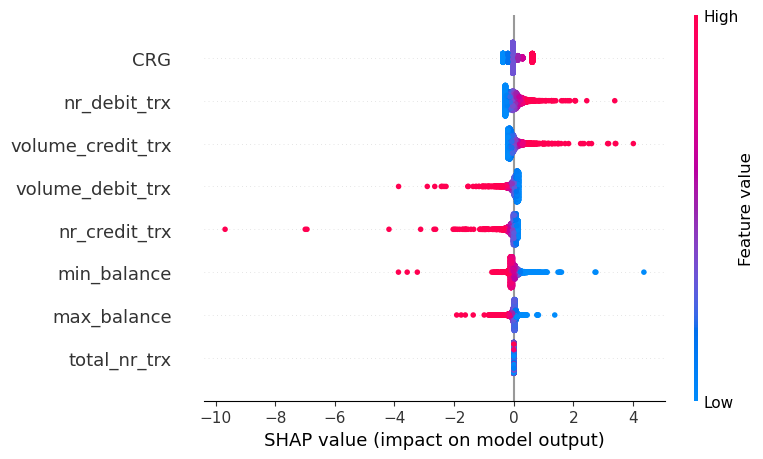 High
CRG
nr_debit_trx
volume_credit_trx
volume_debit_trx
nr_credit_trx
min_balance
max_balance
total_nr_trx
Feature value
Low
−10 −8 −6 −4 −2 0 2 4
SHAP value (impact on model output)